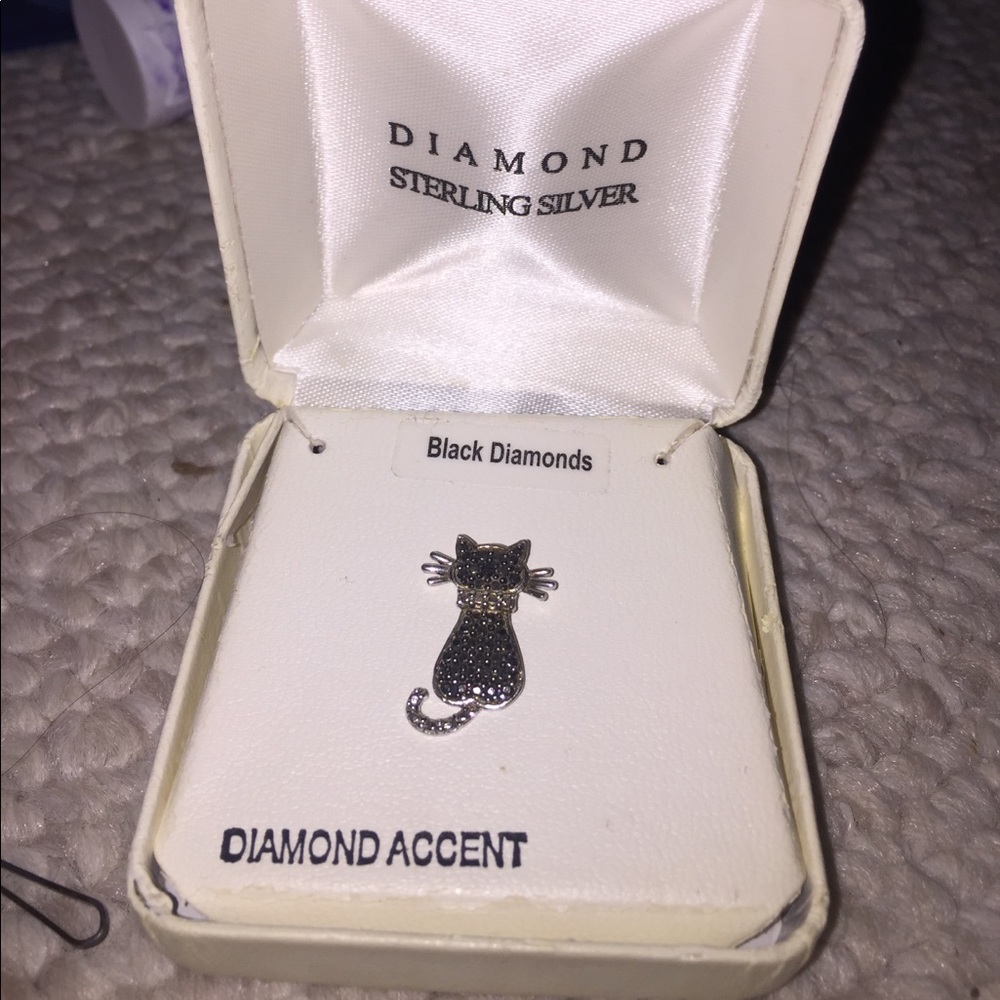 DIAMOND
STERLING SILVER
Black Diamonds
DIAMOND ACCENT